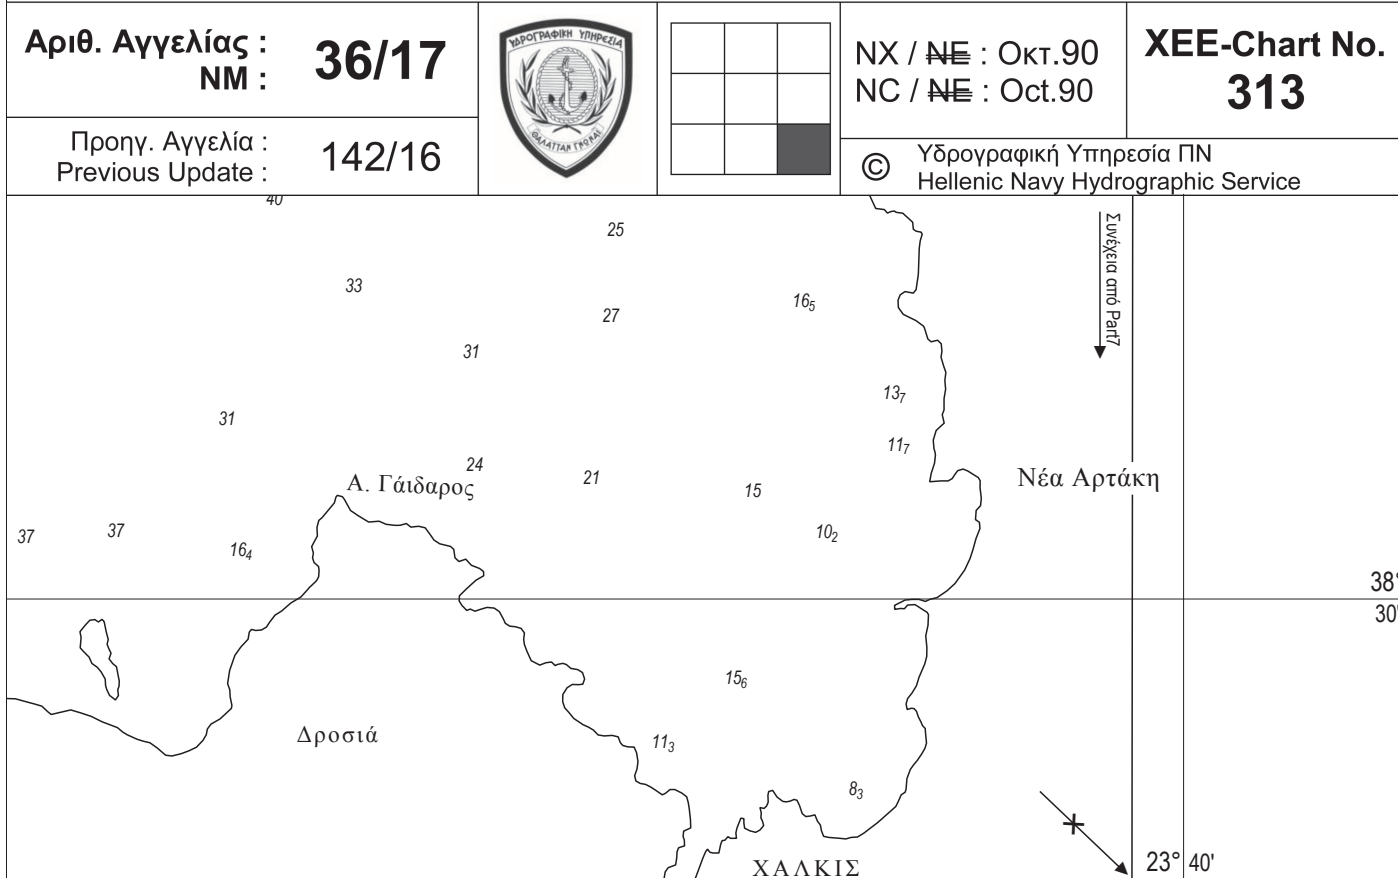 Αριθ. Αγγελίας :
NM :
36/17
Προηγ. Αγγελία :
Previous Update :
142/16
ΥΔΡΟΓΡΑΦΙΚΗ ΥΠΗΡΕΣΙΑ
NX / NE : Οκτ.90
NC / NE : Oct.90
ΧΕΕ-Chart No.
313
© Υδρογραφική Υπηρεσία ΠΝ
Hellenic Navy Hydrographic Service
40
25
Συνέχεια από Part7
33
16₅
27
31
13₇
31
11₇
24
21
15
Νέα Αρτάκη
Α. Γάιδαρος
37
37
16₄
10₂
38°
30'
15₆
Δροσιά
11₃
8₃
ΧΑΛΚΙΣ
23° 40'